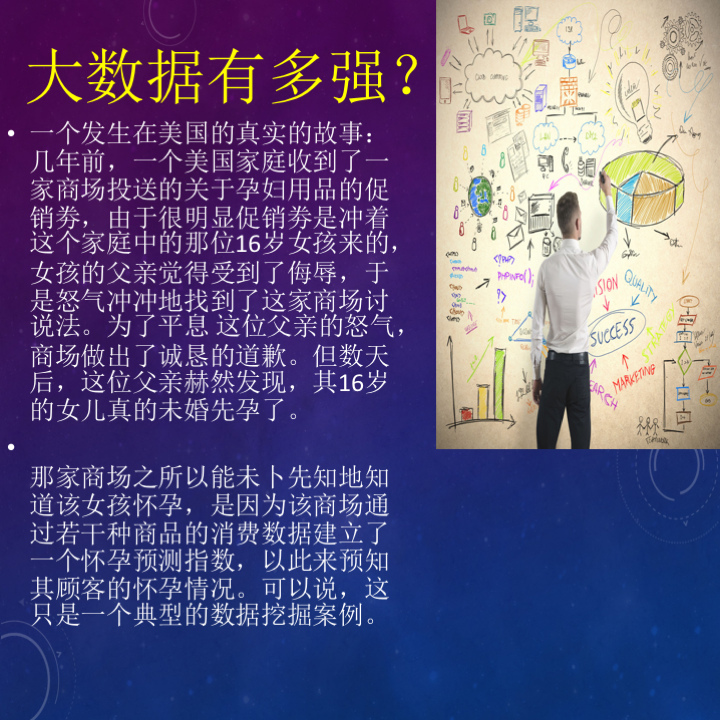 大数据有多强？
• 一个发生在美国的真实的故事：
几年前，一个美国家庭收到了一
家商场投送的关于孕妇用品的促
销券，由于很明显促销券是冲着
这个家庭中的那位16岁女孩来的，
女孩的父亲觉得受到了侮辱，于
是怒气冲冲地找到了这家商场讨
说法。为了平息 这位父亲的怒气，
商场做出了诚恳的道歉。但数天
后，这位父亲赫然发现，其16岁
的女儿真的未婚先孕了。
•
那家商场之所以能未卜先知地知
道该女孩怀孕，是因为该商场通
过若干种商品的消费数据建立了
一个怀孕预测指数，以此来预知
其顾客的怀孕情况。可以说，这
只是一个典型的数据挖掘案例。
idea
PHPINFO();
?>
QUALITY
SUCCESS
MARKETING